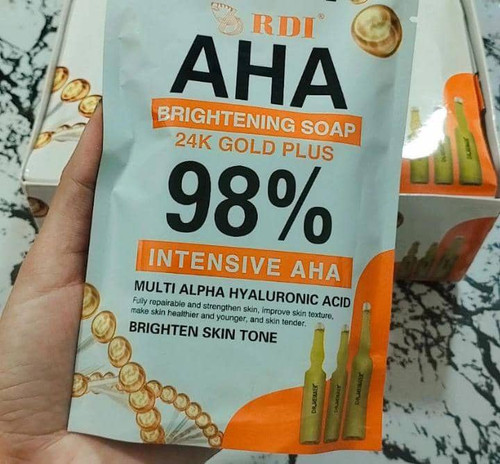 RDI®
AHA
BRIGHTENING SOAP
24K GOLD PLUS
98%
INTENSIVE AHA
MULTI ALPHA HYALURONIC ACID
Fully repairable and strengthen skin, improve skin texture,
make skin healthier and younger, and skin tender.
BRIGHTEN SKIN TONE